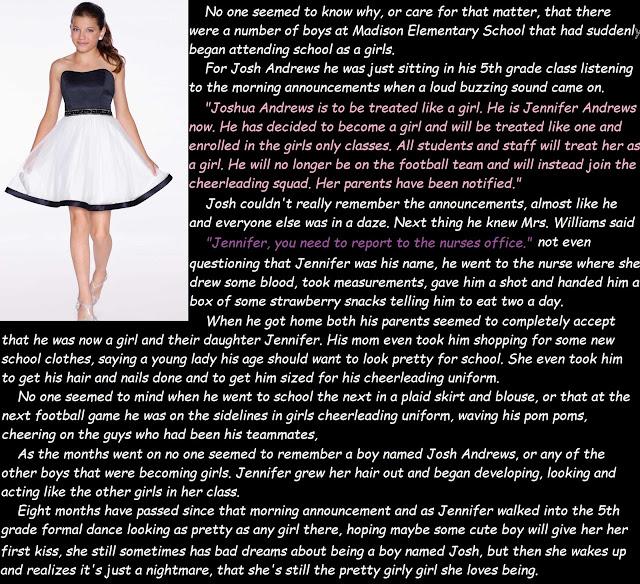 No one seemed to know why, or care for that matter, that there
were a number of boys at Madison Elementary School that had suddenly
began attending school as a girls.
For Josh Andrews he was just sitting in his 5th grade class listening
to the morning announcements when a loud buzzing sound came on.
"Joshua Andrews is to be treated like a girl. He is Jennifer Andrews
now. He has decided to become a girl and will be treated like one and
enrolled in the girls only classes. All students and staff will treat her as
a girl. He will no longer be on the football team and will instead join the
cheerleading squad. Her parents have been notified."
Josh couldn't really remember the announcements, almost like he
and everyone else was in a daze. Next thing he knew Mrs. Williams said
"Jennifer, you need to report to the nurses office." not even
questioning that Jennifer was his name, he went to the nurse where she
drew some blood, took measurements, gave him a shot and handed him a
box of some strawberry snacks telling him to eat two a day.
When he got home both his parents seemed to completely accept
that he was now a girl and their daughter Jennifer. His mom even took him shopping for some new
school clothes, saying a young lady his age should want to look pretty for school. She even took him
to get his hair and nails done and to get him sized for his cheerleading uniform.
No one seemed to mind when he went to school the next in a plaid skirt and blouse, or that at the
next football game he was on the sidelines in girls cheerleading uniform, waving his pom poms,
cheering on the guys who had been his teammates,
As the months went on no one seemed to remember a boy named Josh Andrews, or any of the
other boys that were becoming girls. Jennifer grew her hair out and began developing, looking and
acting like the other girls in her class.
Eight months have passed since that morning announcement and as Jennifer walked into the 5th
grade formal dance looking as pretty as any girl there, hoping maybe some cute boy will give her her
first kiss, she still sometimes has bad dreams about being a boy named Josh, but then she wakes up
and realizes it's just a nightmare, that she's still the pretty girly girl she loves being.